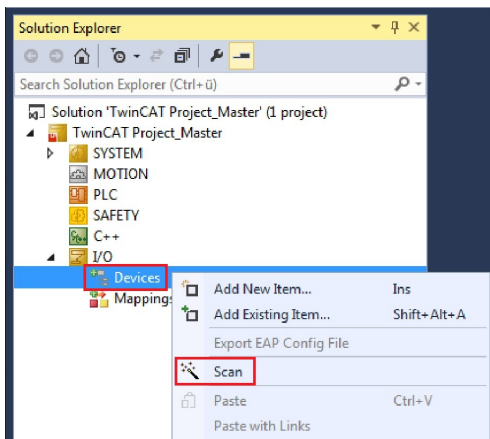 Solution Explorer
Search Solution Explorer (Ctrl+ü)
Solution 'TwinCAT Project_Master' (1 project)
TwinCAT Project_Master
SYSTEM
MOTION
PLC
SAFETY
C++
I/O
Devices
Mappings
Add New Item... Ins
Add Existing Item... Shift+Alt+A
Export EAP Config File
Scan
Paste Ctrl+V
Paste with Links